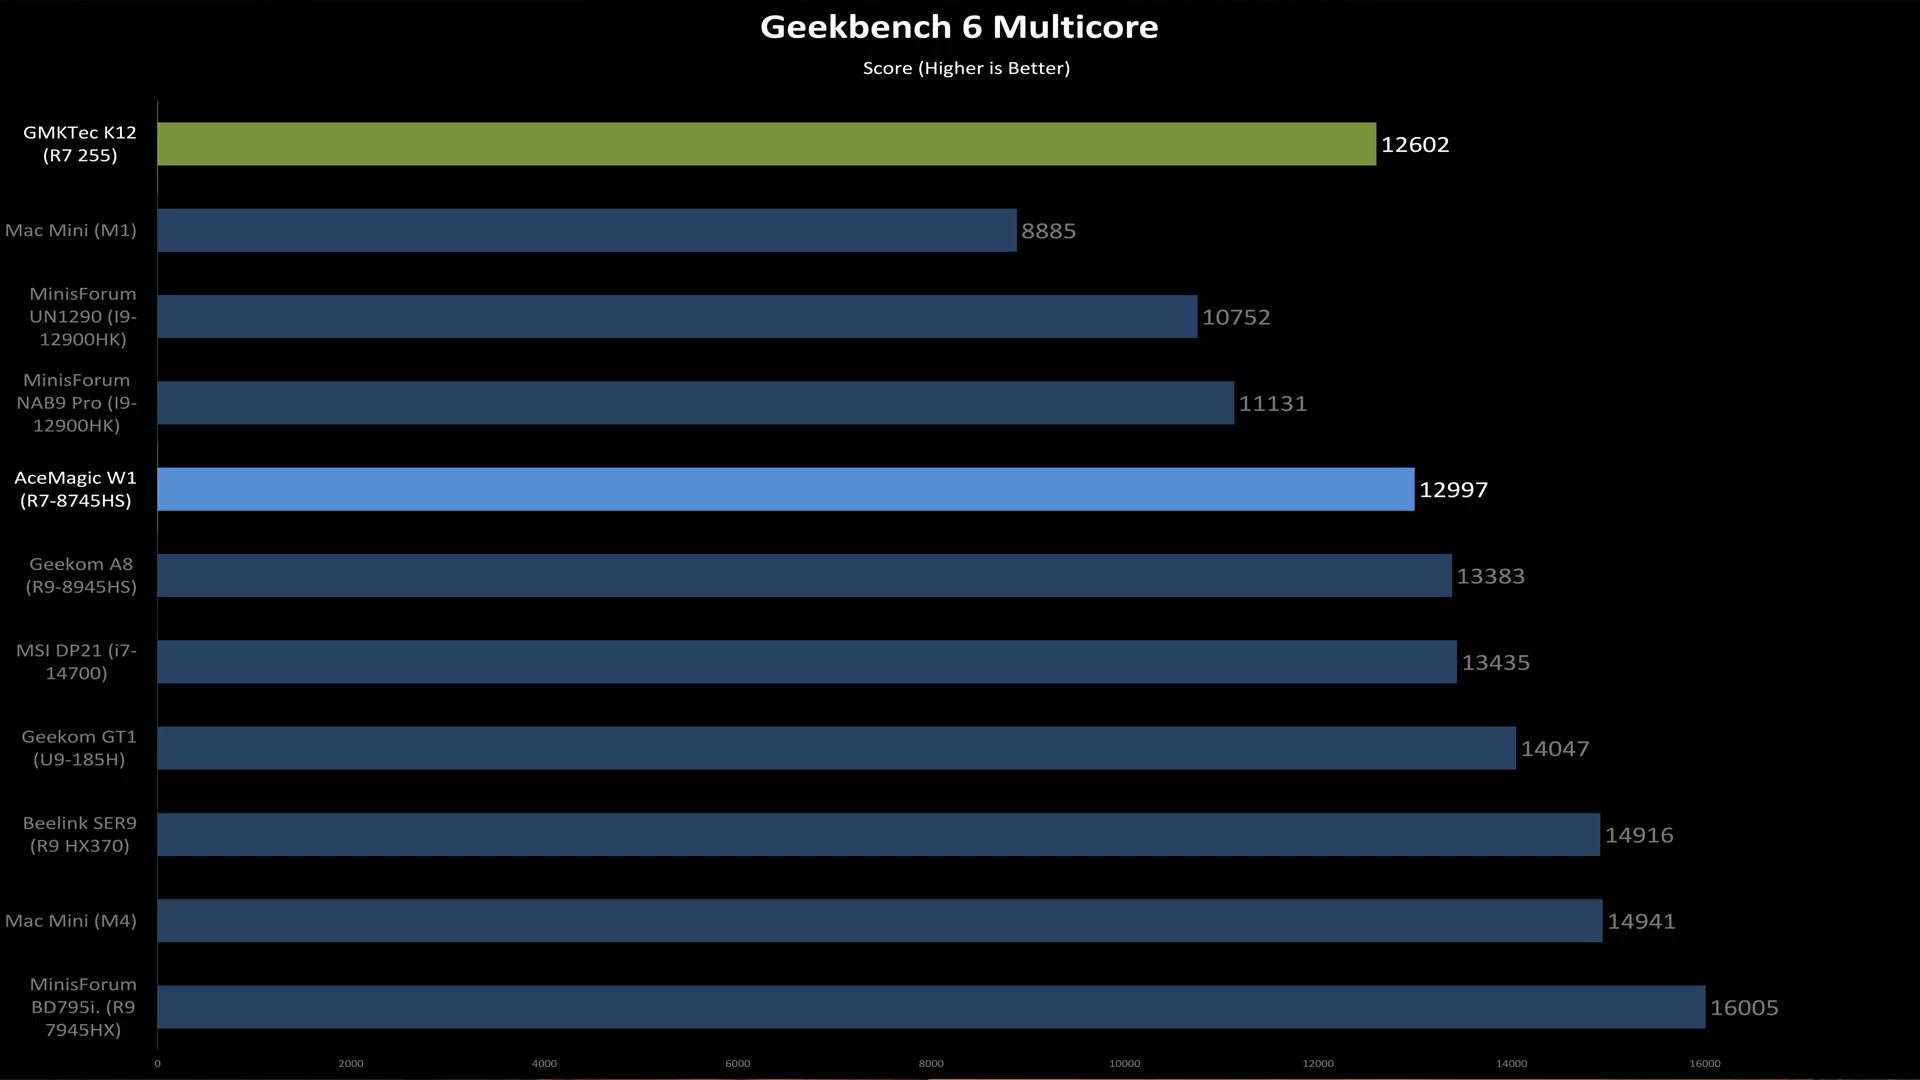 Geekbench 6 Multicore
Score (Higher is Better)
GMKTec K12
(R7 255)
12602
Mac Mini (M1)
8885
MinisForum
UN1290 (I9-
12900HK)
10752
MinisForum
NAB9 Pro (I9-
12900HK)
11131
AceMagic W1
(R7-8745HS)
12997
Geekom A8
(R9-8945HS)
13383
MSI DP21 (i7-
14700)
13435
Geekom GT1
(U9-185H)
14047
Beelink SER9
(R9 HX370)
14916
Mac Mini (M4)
14941
MinisForum
BD795i. (R9
7945HX)
16005
0 2000 4000 6000 8000 10000 12000 14000 16000